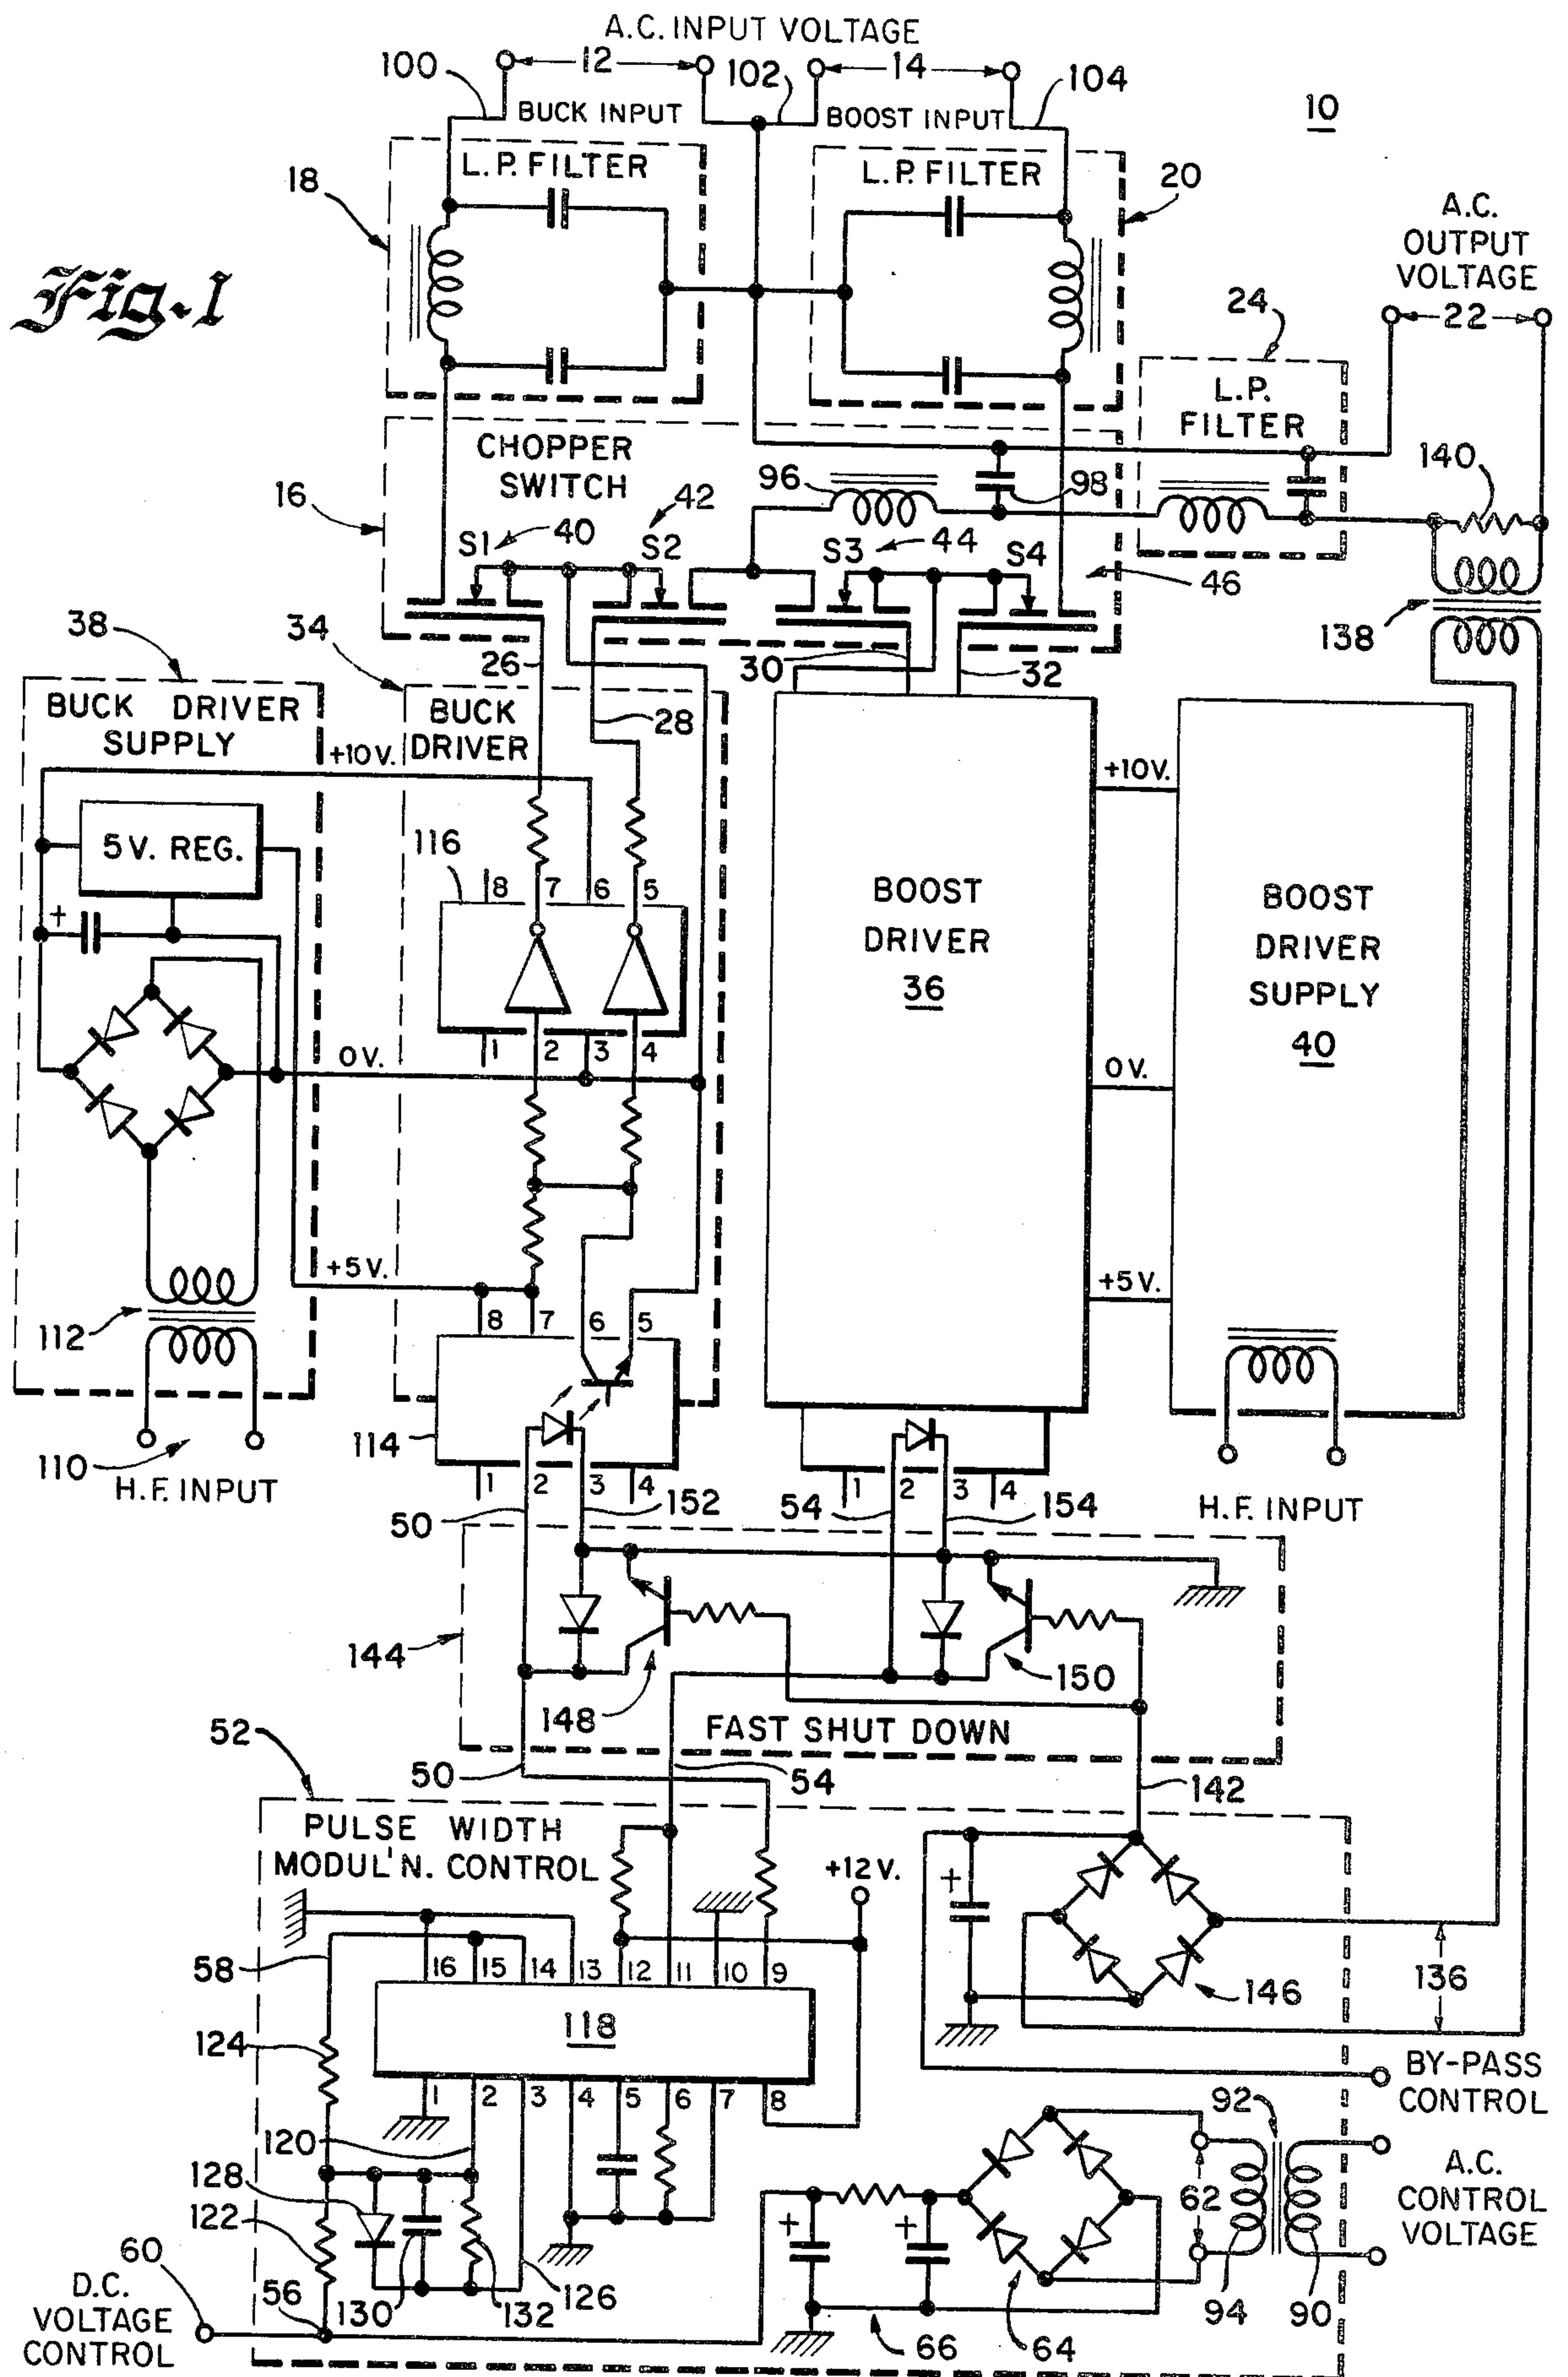 A.C. INPUT VOLTAGE
100
12
102
14
104
10
BUCK INPUT
BOOST INPUT
L.P. FILTER
L.P. FILTER
18
20
A.C.
OUTPUT
VOLTAGE
Fig. 1
24
22
L.P.
FILTER
CHOPPER
SWITCH
16
42
96
98
140
S1
40
S2
S3
44
S4
46
38
34
26
30
32
138
BUCK DRIVER
SUPPLY
BUCK
DRIVER
28
+10V.
+10V.
5V. REG.
116
8
7
6
5
BOOST
DRIVER
36
BOOST
DRIVER
SUPPLY
40
+
1
2
3
4
0V.
0V.
+5V.
+5V.
8
7
6
5
112
114
110
H.F. INPUT
1
2
3
4
1
2
3
4
50
152
54
154
H.F. INPUT
144
148
150
FAST SHUT DOWN
52
50
54
142
PULSE WIDTH
MODUL'N. CONTROL
+12V.
+
58
16
15
14
13
12
11
10
9
146
136
118
124
1
2
3
4
5
6
7
8
BY-PASS
CONTROL
92
120
128
122
62
A.C.
CONTROL
VOLTAGE
+
+
60
D.C.
VOLTAGE
CONTROL
56
130
132
126
66
64
94
90